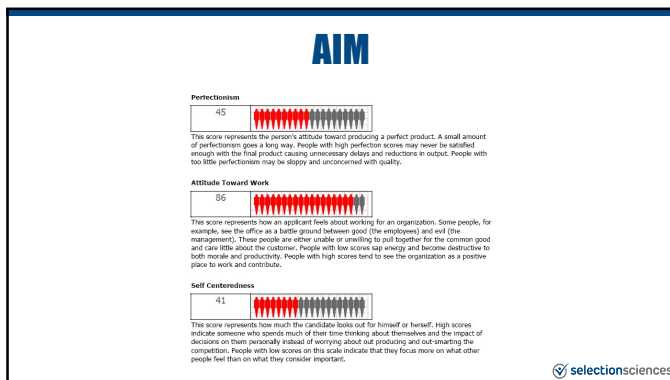 AIM
Perfectionism
45
This score represents the person's attitude toward producing a perfect product. A small amount
of perfectionism goes a long way. People with high perfection scores may never be satisfied
enough with the final product causing unnecessary delays and reductions in output. People with
too little perfectionism may be sloppy and unconcerned with quality.
Attitude Toward Work
86
This score represents how an applicant feels about working for an organization. Some people, for
example, see the office as a battle ground between good (the employees) and evil (the
management). These people are either unable or unwilling to pull together for the common good
and care little about the customer. People with low scores sap energy and become destructive to
both morale and productivity. People with high scores tend to see the organization as a positive
place to work and contribute.
Self Centeredness
41
This score represents how much the candidate looks out for himself or herself. High scores
indicate someone who spends much of their time thinking about themselves and the impact of
decisions on them personally instead of worrying about out producing and out-smarting the
competition. People with low scores on this scale indicate that they focus more on what other
people feel than on what they consider important.
selectionsciences